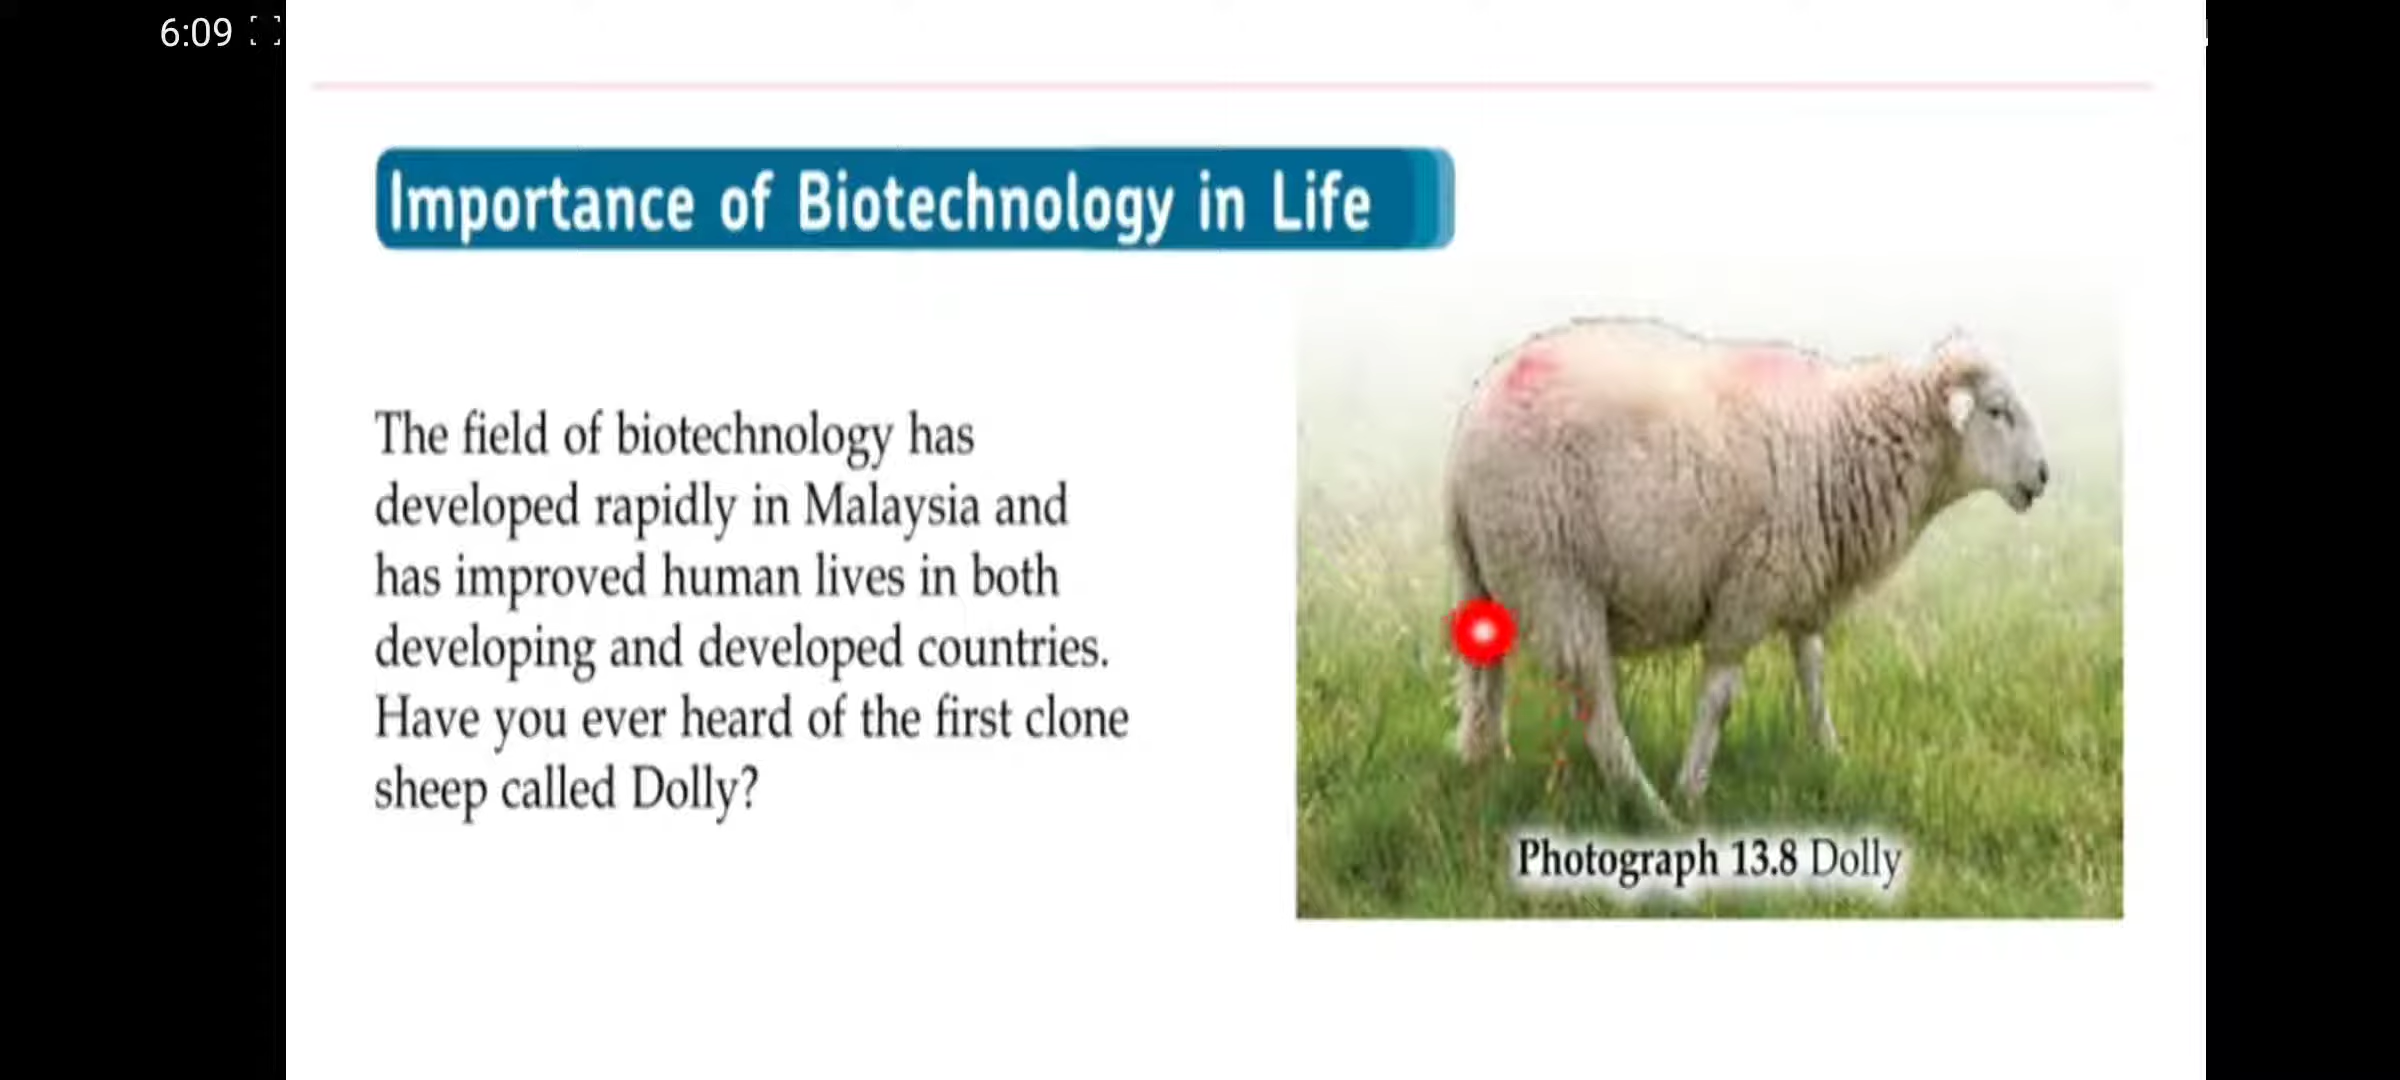 6:09
Importance of Biotechnology in Life
The field of biotechnology has
developed rapidly in Malaysia and
has improved human lives in both
developing and developed countries.
Have you ever heard of the first clone
sheep called Dolly?
Photograph 13.8 Dolly